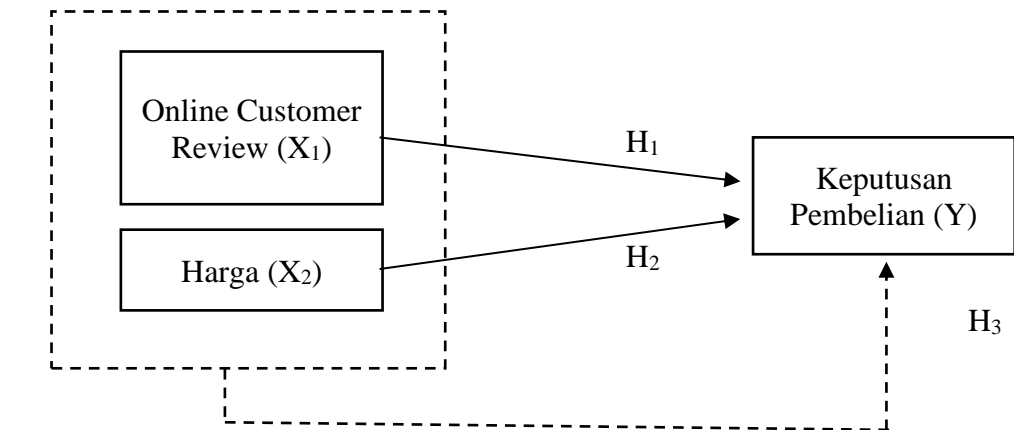 Online Customer
Review (X₁)
H₁
Keputusan
Pembelian (Y)
Harga (X₂)
H₂
H₃